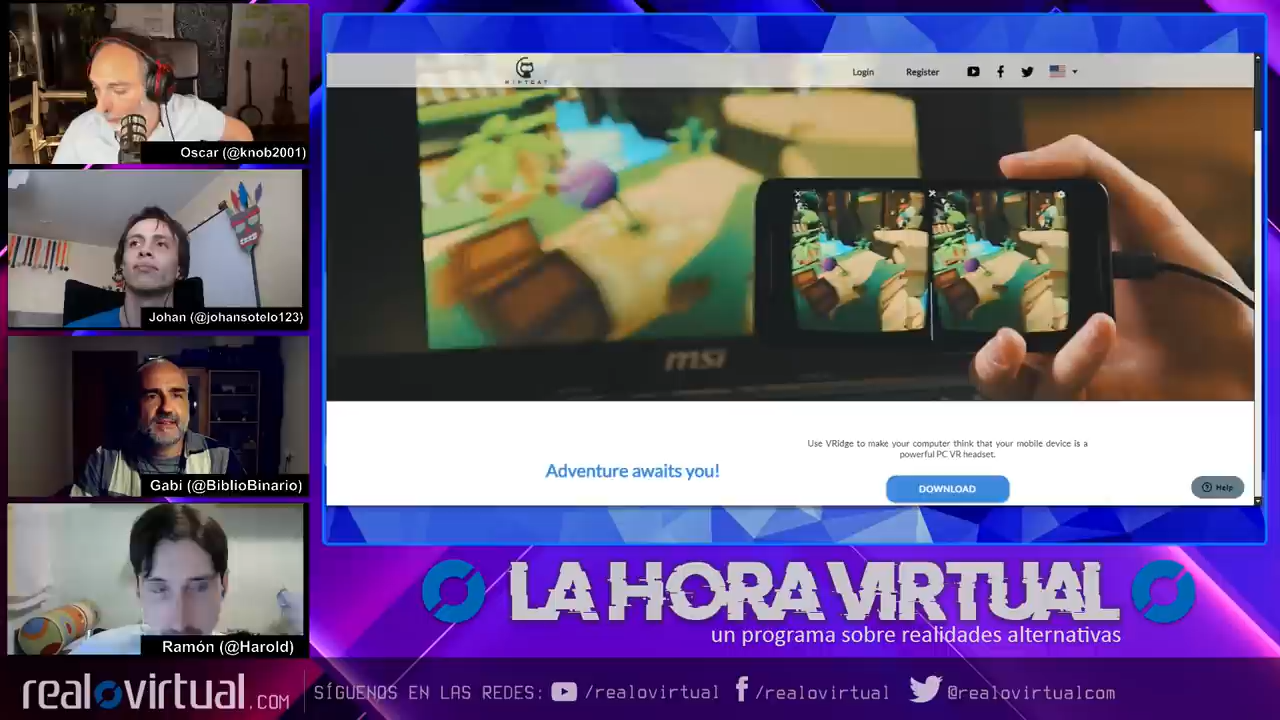 Oscar (@knob2001)
Johan (@johansotelo123)
Gabi (@BiblioBinario)
Ramón (@Harold)
RIFTCAT
Login Register
msi
Adventure awaits you!
Use VRidge to make your computer think that your mobile device is a
powerful PC VR headset.
DOWNLOAD
Help
LA HORA VIRTUAL
un programa sobre realidades alternativas
realovirtual.com
SÍGUENOS EN LAS REDES: /realovirtual /realovirtual @realovirtualcom